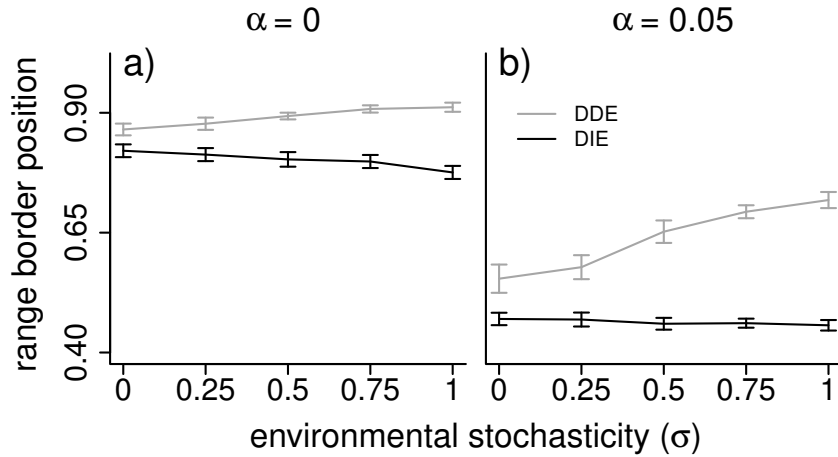 α = 0
α = 0.05
a)
b)
range border position
0.90
0.65
0.40
DDE
DIE
0 0.25 0.5 0.75 1
0 0.25 0.5 0.75 1
environmental stochasticity (σ)